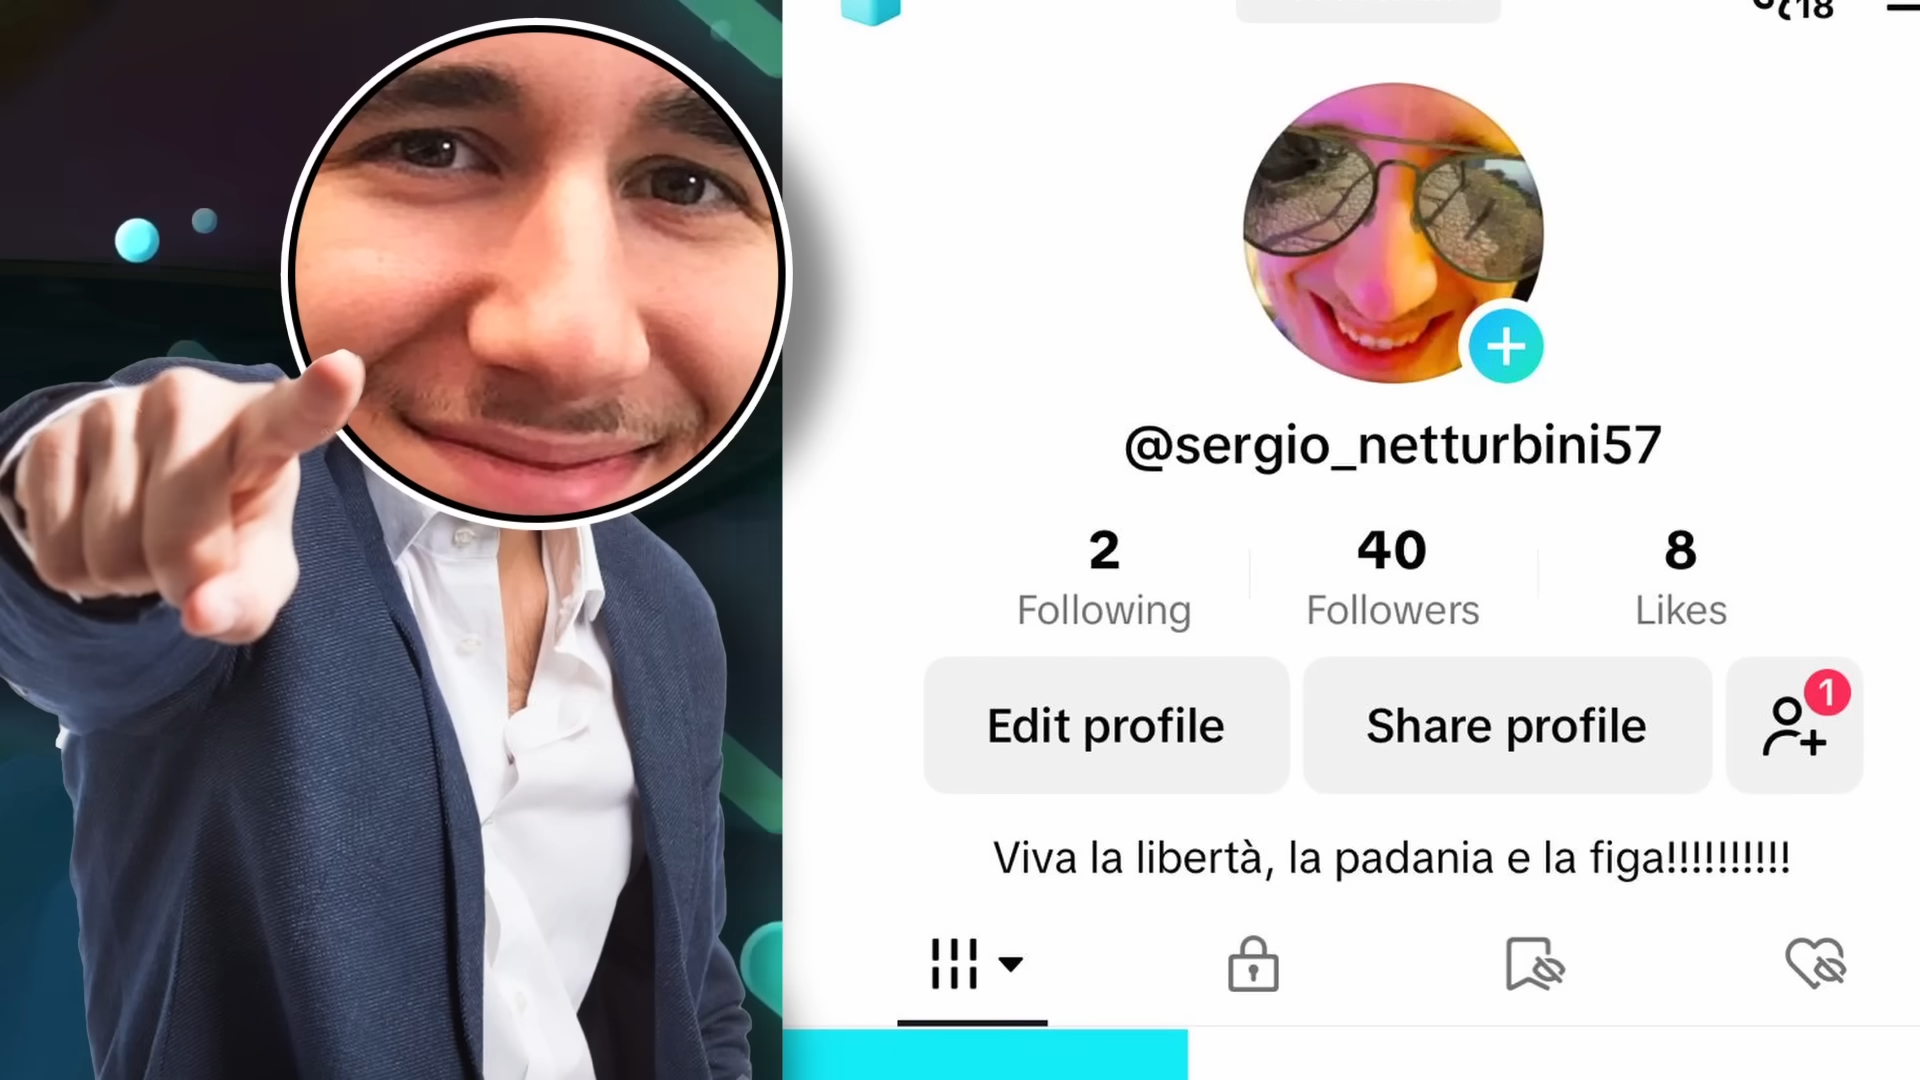 18
@sergio_netturbini57
2 40 8
Following Followers Likes
Edit profile Share profile 1
Viva la libertà, la padania e la figa!!!!!!!!!!